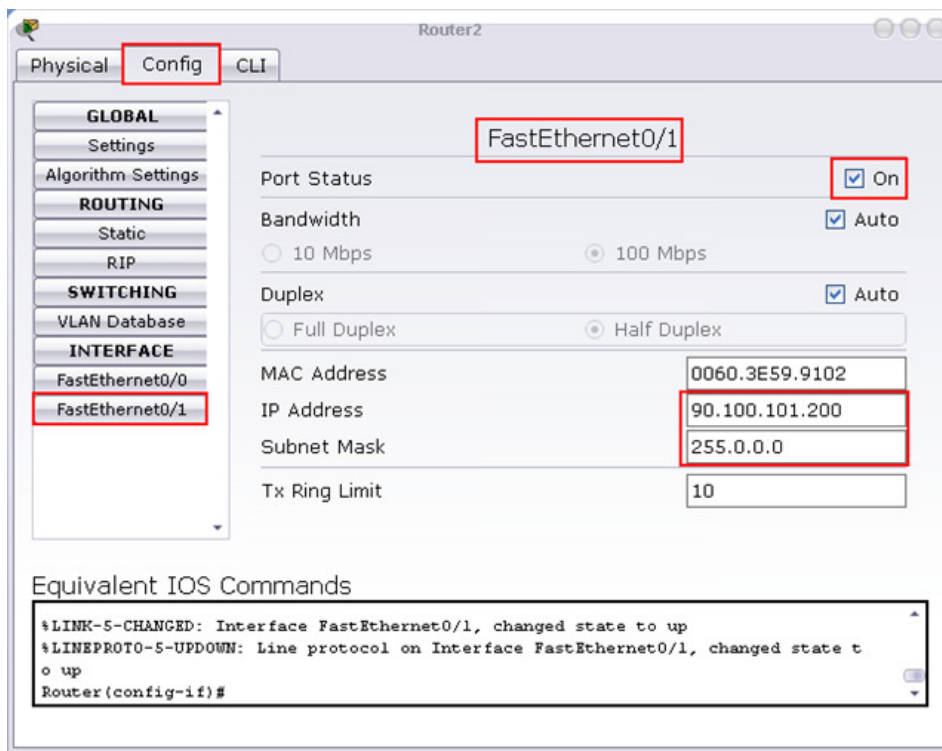 Router2
Physical Config CLI
GLOBAL
Settings
Algorithm Settings
ROUTING
Static
RIP
SWITCHING
VLAN Database
INTERFACE
FastEthernet0/0
FastEthernet0/1
FastEthernet0/1
Port Status On
Bandwidth Auto
10 Mbps 100 Mbps
Duplex Auto
Full Duplex Half Duplex
MAC Address 0060.3E59.9102
IP Address 90.100.101.200
Subnet Mask 255.0.0.0
Tx Ring Limit 10
Equivalent IOS Commands
%LINK-5-CHANGED: Interface FastEthernet0/1, changed state to up
%LINEPROTO-5-UPDOWN: Line protocol on Interface FastEthernet0/1, changed state t
o up
Router(config-if)#